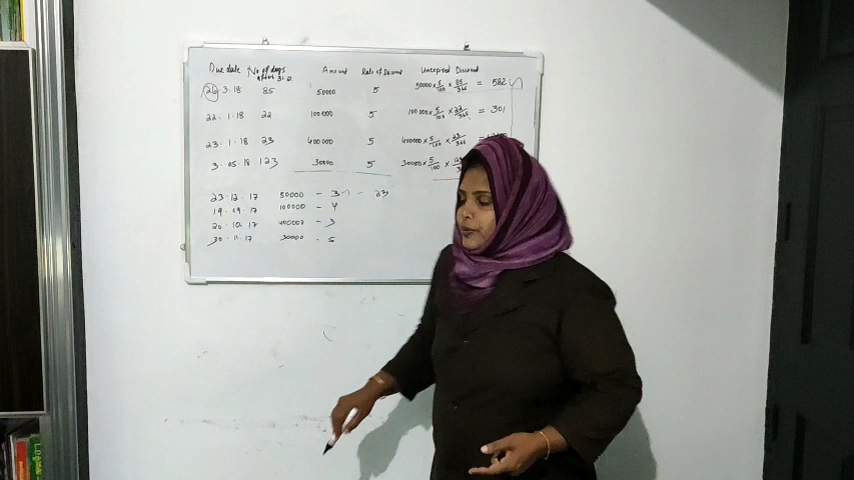 Due date No of days after 31.12 Amount Rate of Discount Unexpired Discount
26.3.18 85 50000 5 50000 × 5/100 × 85/365 = 582
22.1.18 22 100000 5 100000 × 5/100 × 22/365 = 301
23.1.18 23 400000 5 400000 × 5/100 × 23/365 =
3.05.18 123 30000 5 30000 × 5/100 ×
23.12.17 50000 - 3-1 - 23
19.09.17 100000 - 4
20.10.17 400000 - 3
30.11.17 30000 - 5